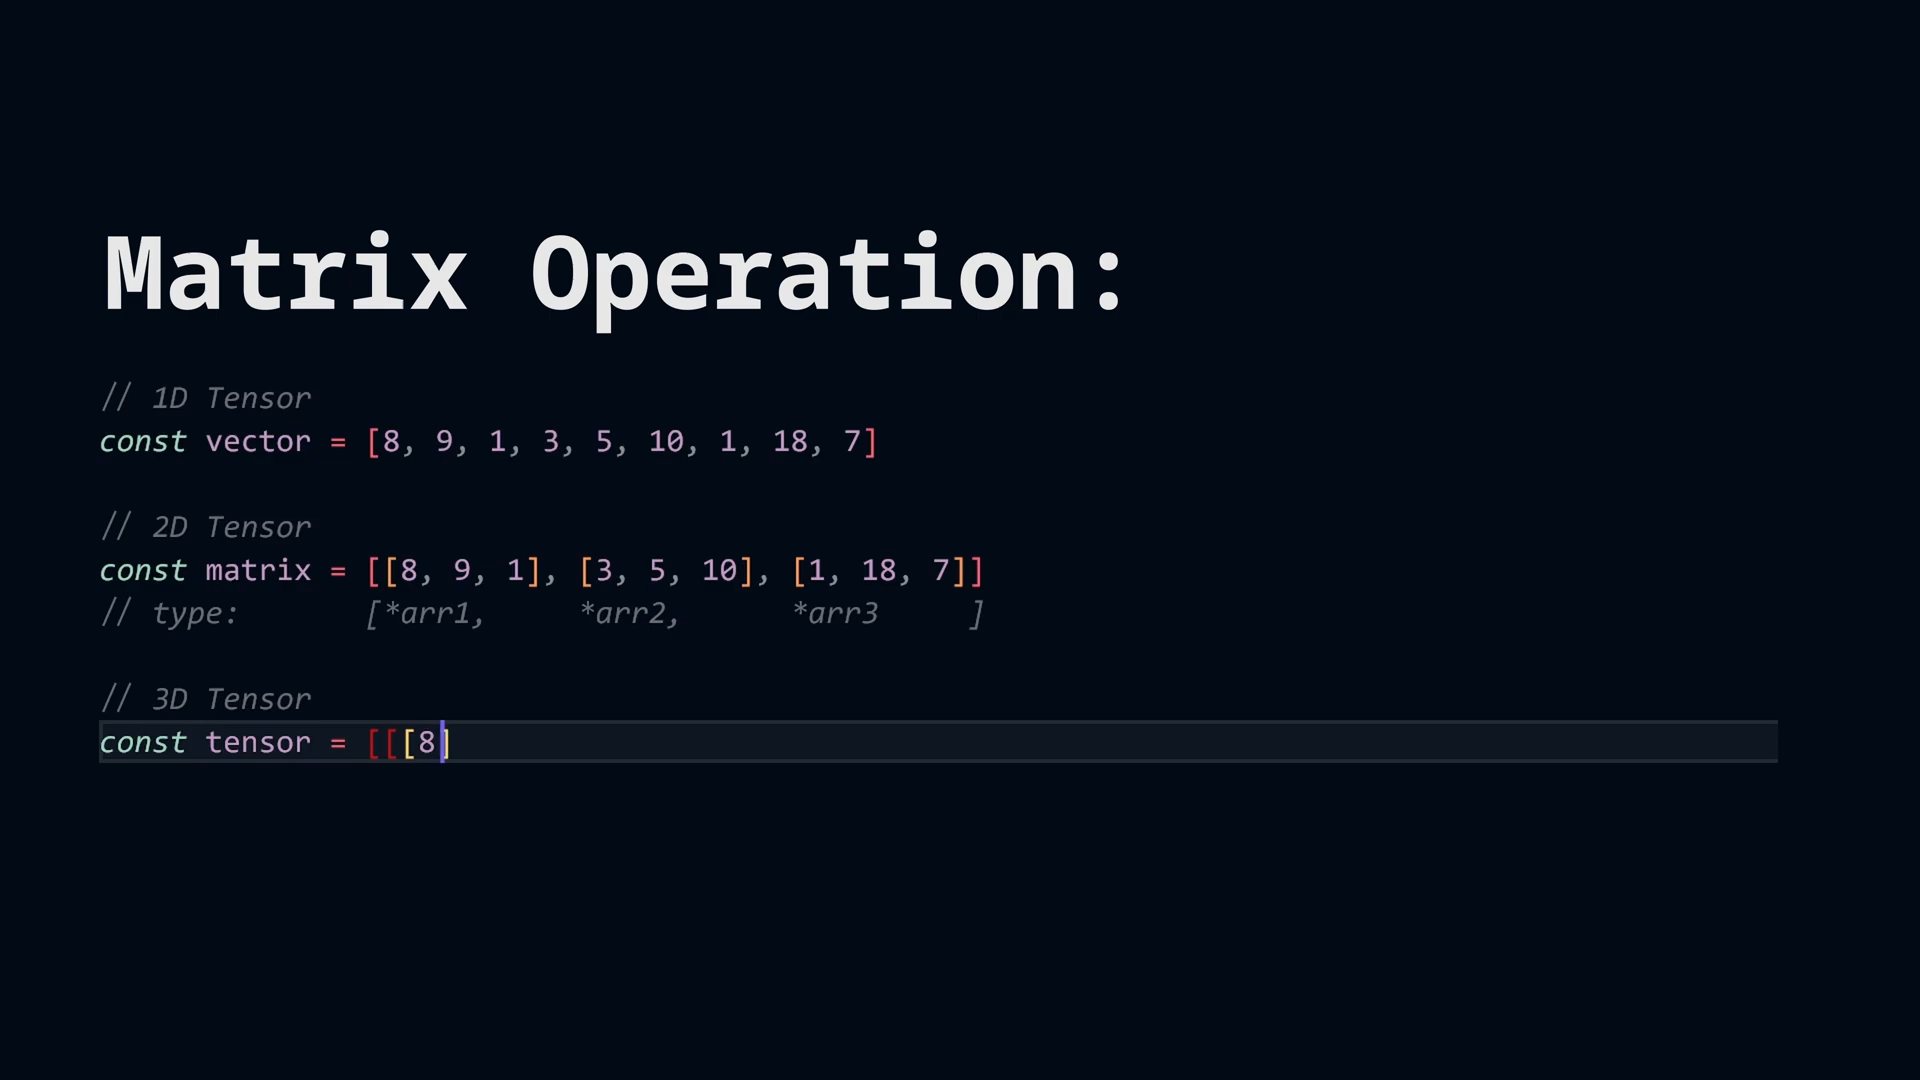 Matrix Operation:
// 1D Tensor
const vector = [8, 9, 1, 3, 5, 10, 1, 18, 7]
// 2D Tensor
const matrix = [[8, 9, 1], [3, 5, 10], [1, 18, 7]]
// type:       [*arr1,     *arr2,      *arr3     ]
// 3D Tensor
const tensor = [[[8]